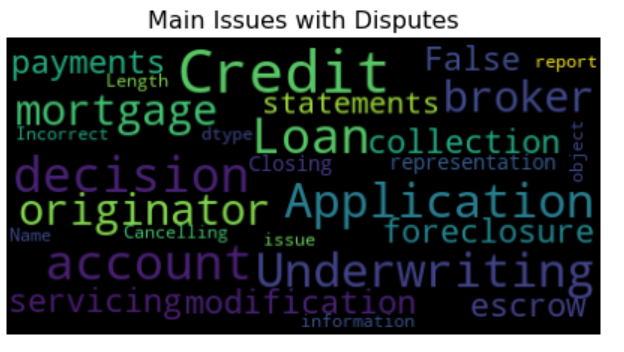 Main Issues with Disputes
payments Credit False report
Length
mortgage statements broker
Incorrect dtype Loan collection object
decision Closing representation
originator Application
Name Cancelling issue foreclosure
account Underwriting
servicing modification escrow
information